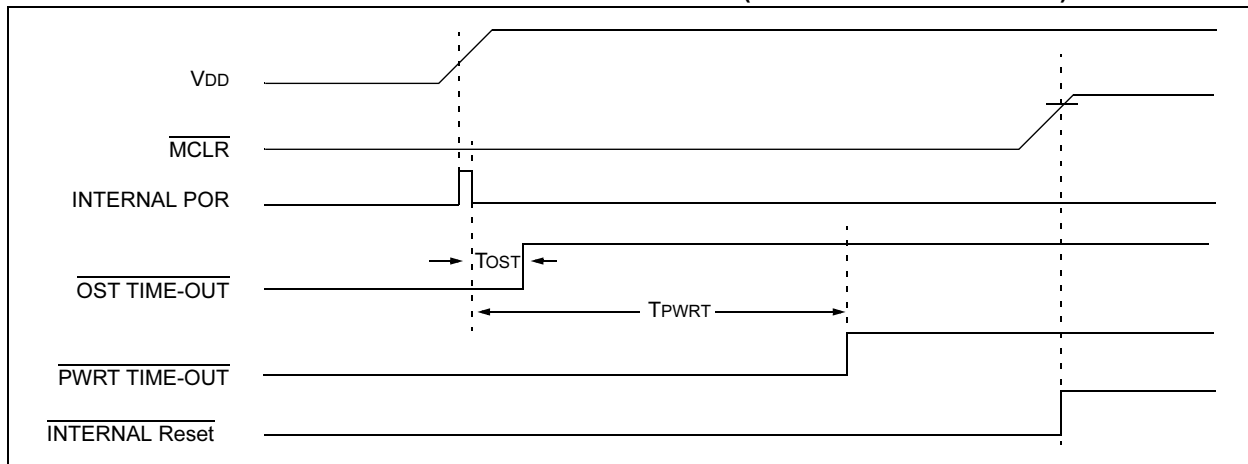 VDD
MCLR
INTERNAL POR
TOST
OST TIME-OUT
TPWRT
PWRT TIME-OUT
INTERNAL Reset